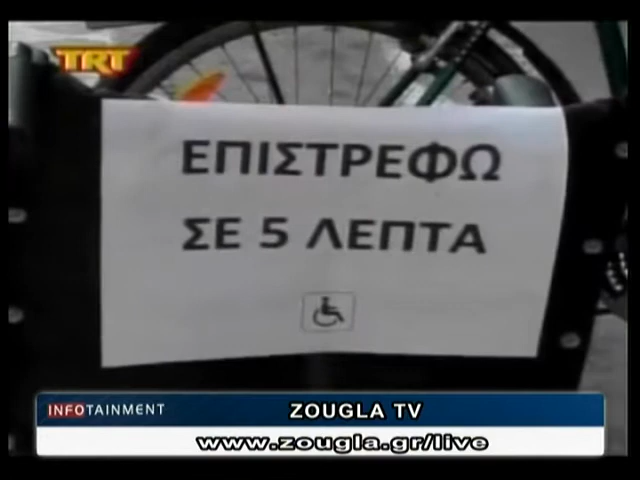 TRT
ΕΠΙΣΤΡΕΦΩ
ΣΕ 5 ΛΕΠΤΑ
INFOTAINMENT
ZOUGLA TV
www.zougla.gr/live